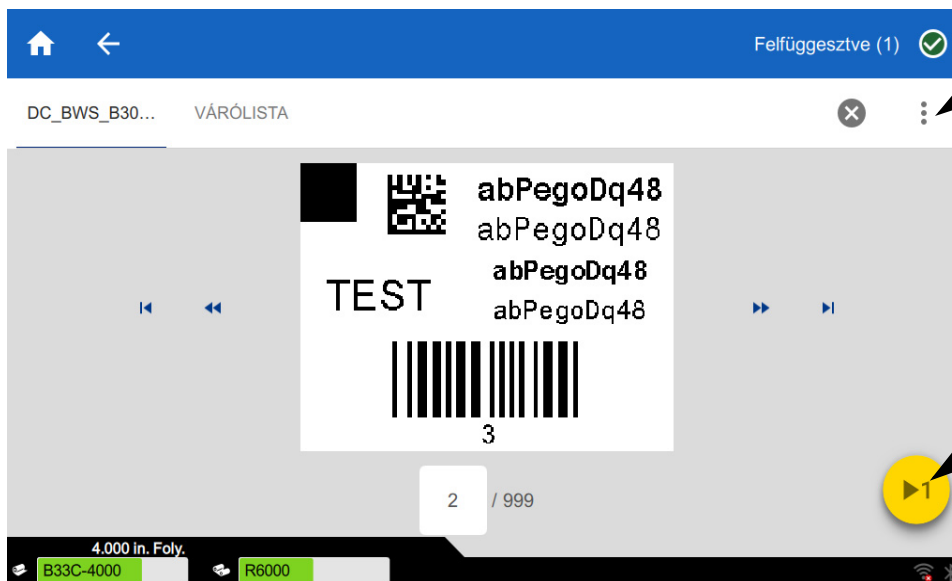 Felfüggesztve (1)
DC_BWS_B30... VÁRÓLISTA
abPegoDq48
abPegoDq48
TEST
abPegoDq48
abPegoDq48
3
2 / 999
1
4.000 in. Foly.
B33C-4000 R6000